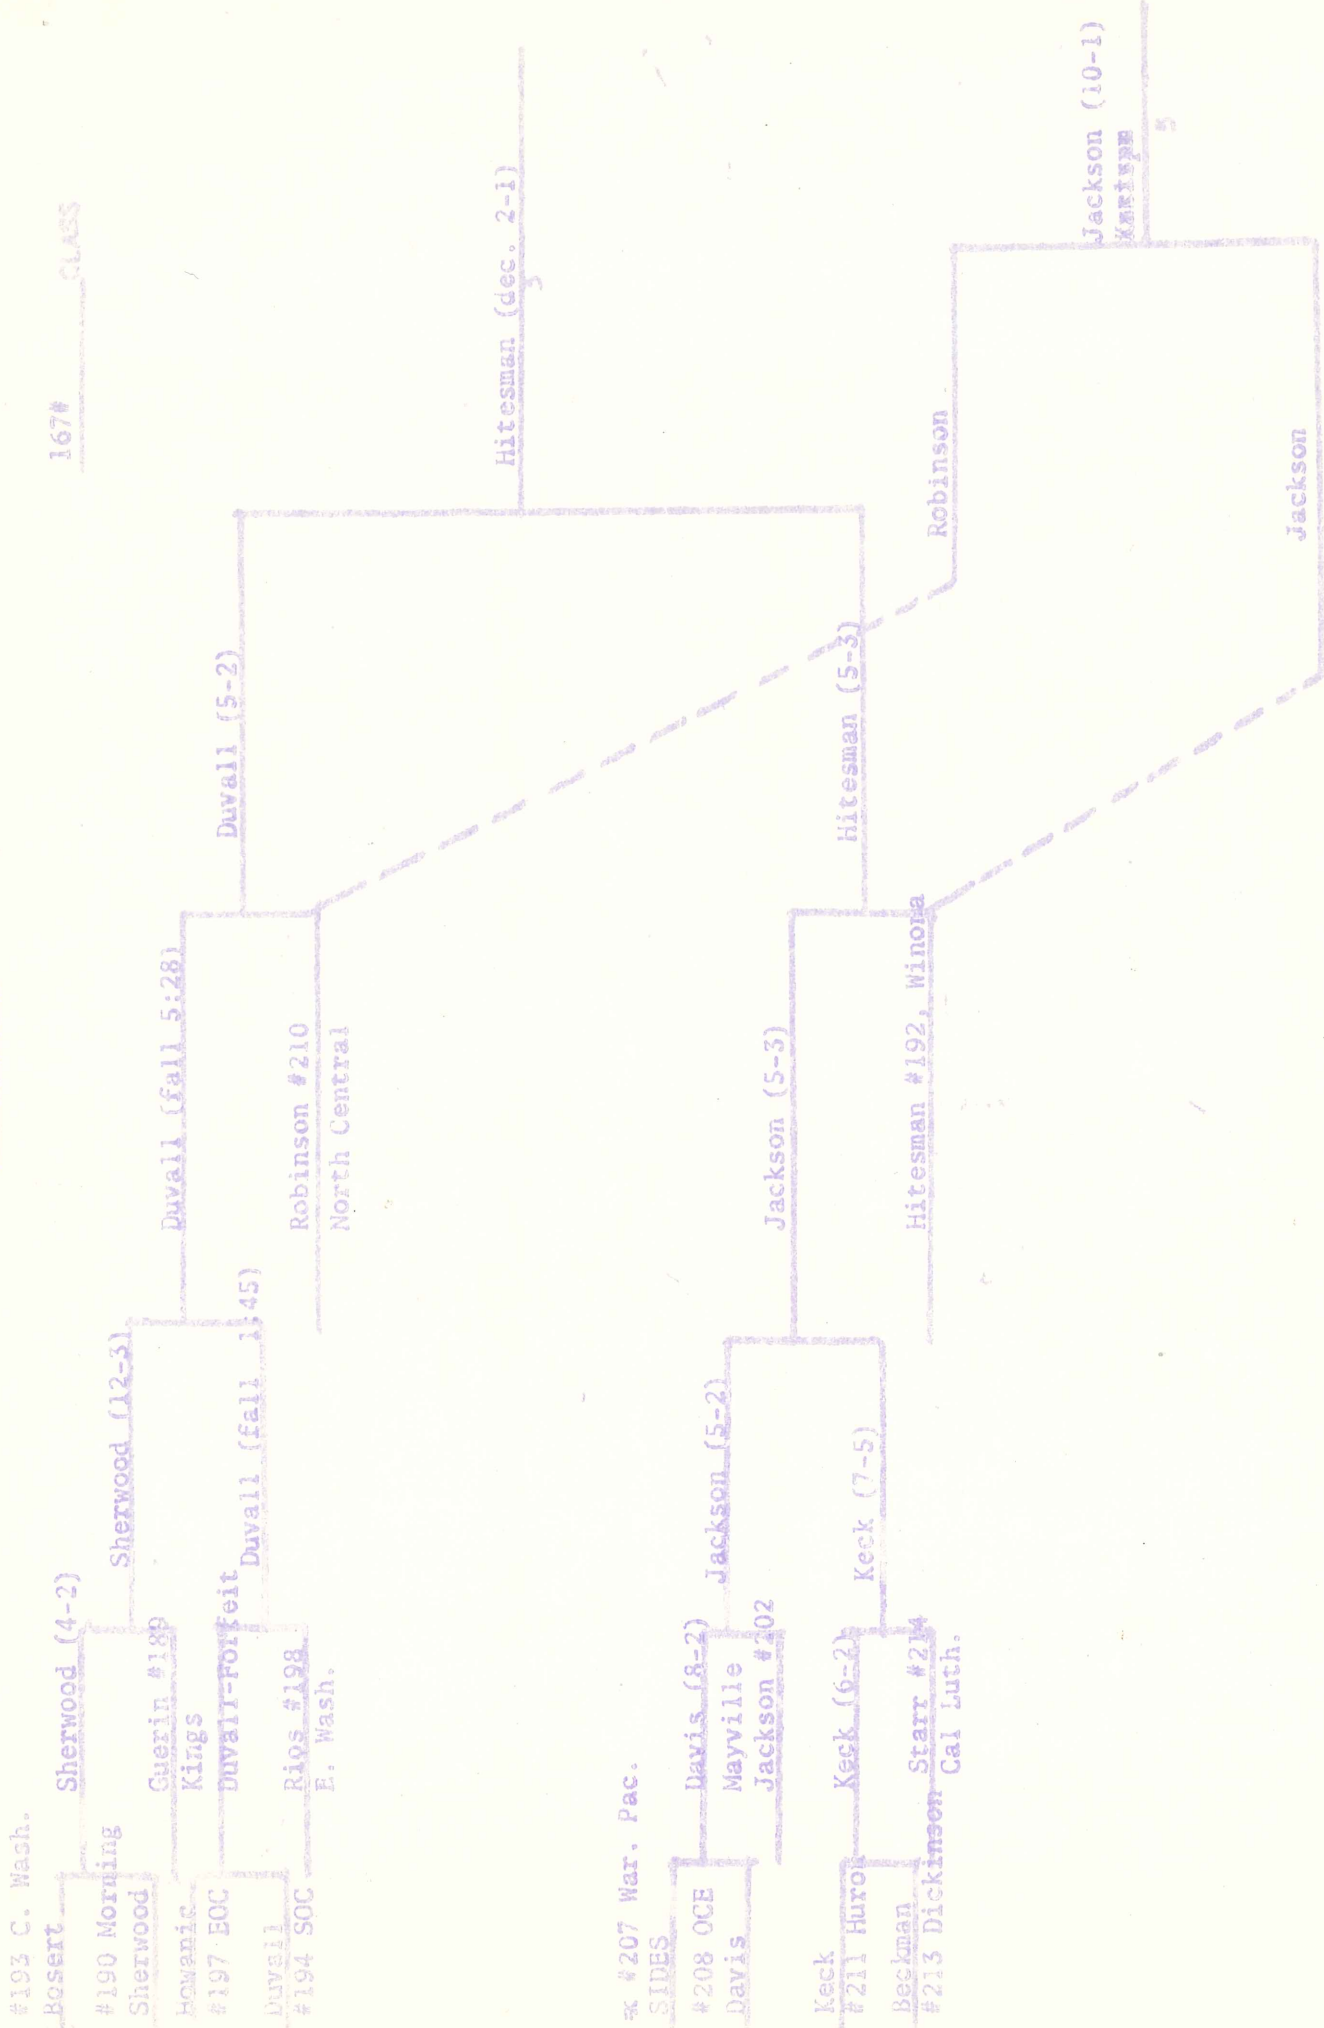 167# CLASS
#193 C. Wash.
Bosert
#190 Morning
Sherwood
Howanic
#197 EOC
Duvall
#194 SOC
Sherwood (4-2)
Guerin #189
Kings
Duvall-Forfeit
Rios #198
E. Wash.
Sherwood (12-3)
Duvall (fall 1:45)
Duvall (fall 5:28)
Robinson #210
North Central
Duvall (5-2)
Hitesman (dec. 2-1)
#207 War. Pac.
SIDES
#208 OCE
Davis
Keck
#211 Huron
Beckman
#213 Dickinson
Davis (8-2)
Mayville
Jackson #202
Keck (6-2)
Starr #214
Cal Luth.
Jackson (5-2)
Keck (7-5)
Jackson (5-3)
Hitesman #192, Winona
Hitesman (5-3)
Robinson
Jackson
Jackson (10-1)